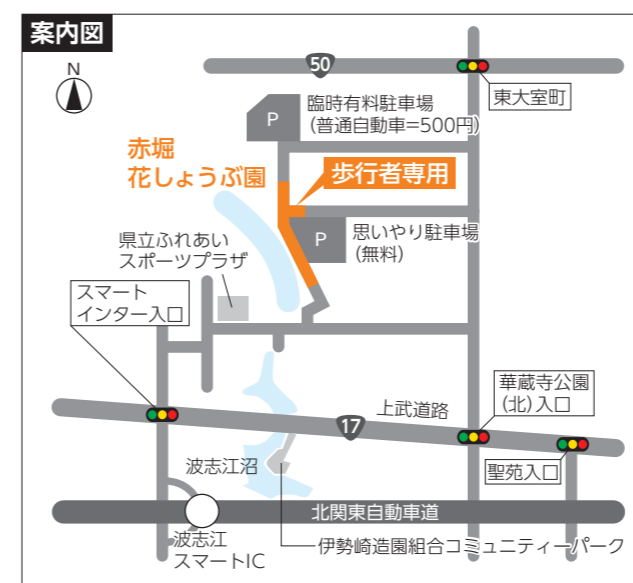 案内図
N
50
東大室町
P
臨時有料駐車場
(普通自動車=500円)
赤堀
花しょうぶ園
歩行者専用
P
思いやり駐車場
(無料)
県立ふれあい
スポーツプラザ
スマート
インター入口
華蔵寺公園
(北)入口
上武道路
17
聖苑入口
波志江沼
北関東自動車道
波志江
スマートIC
伊勢崎造園組合コミュニティーパーク